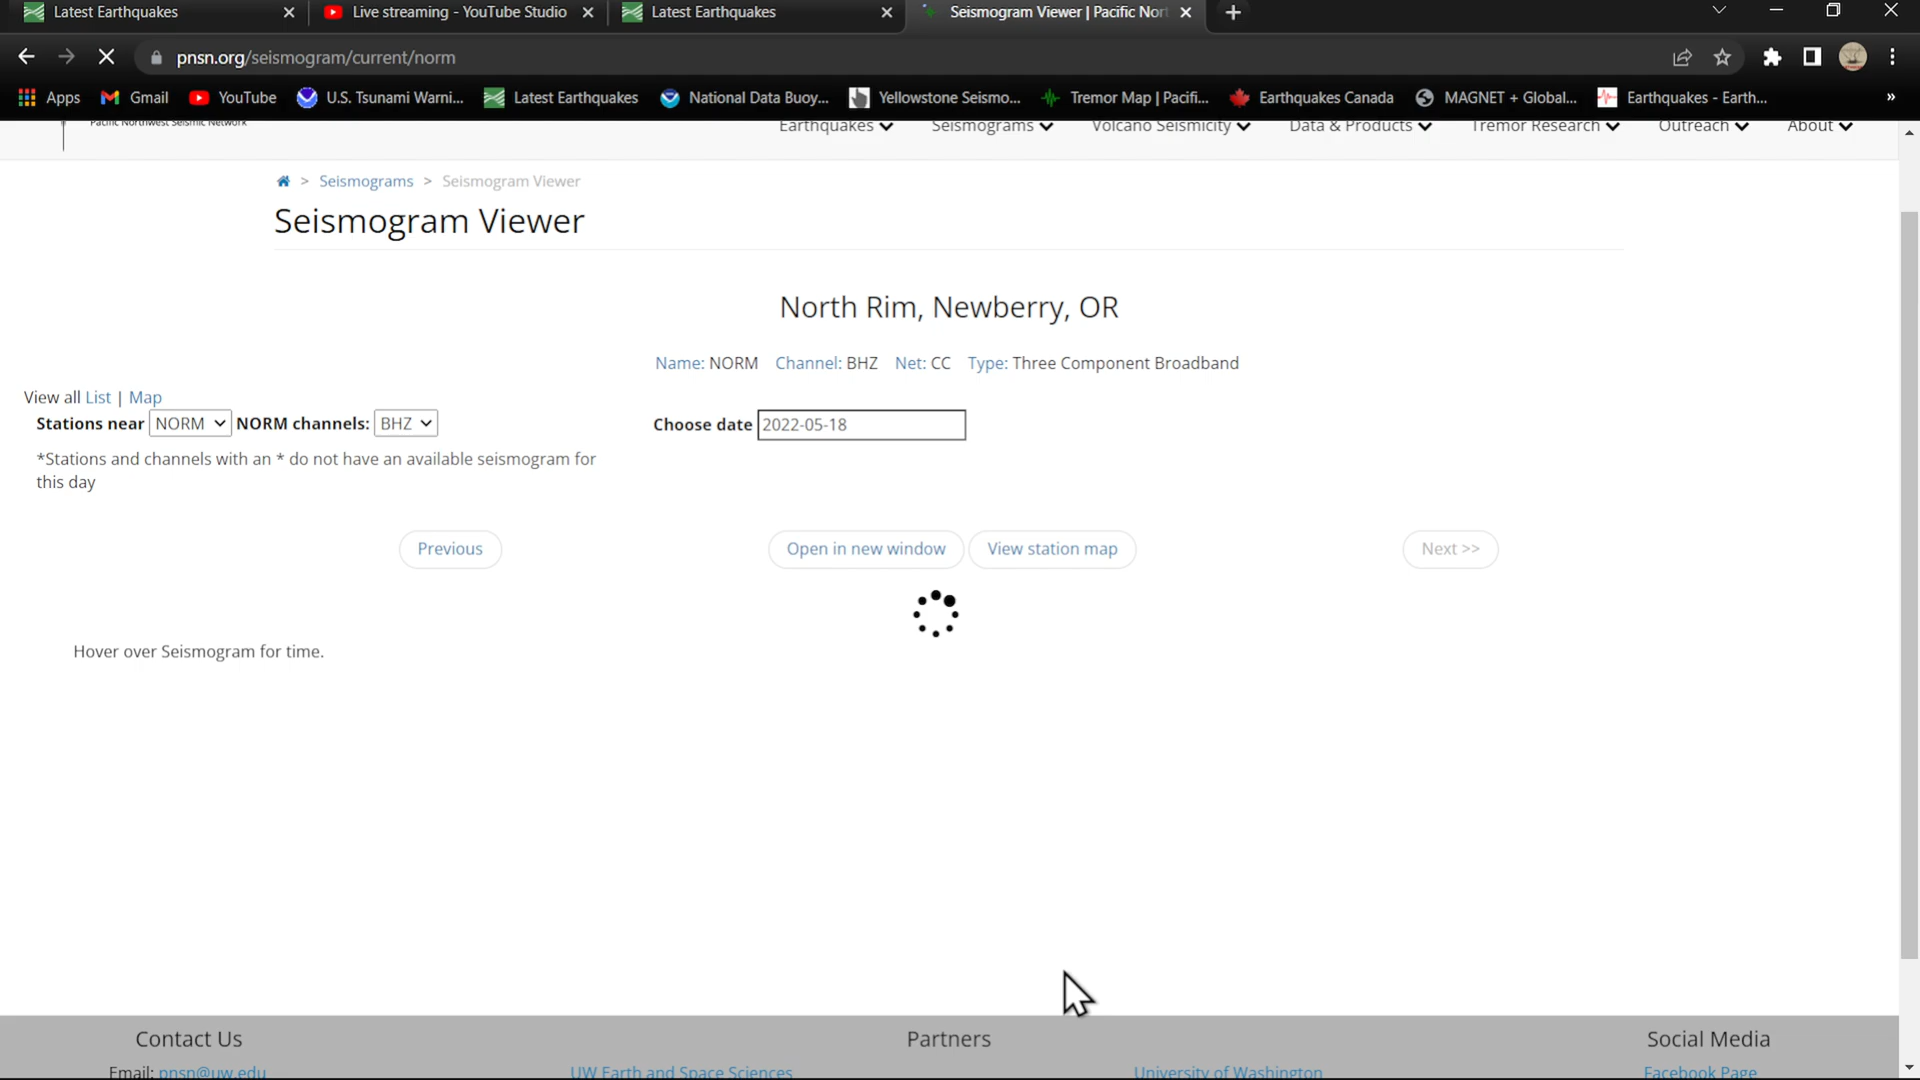 Latest Earthquakes
Live streaming - YouTube Studio
Latest Earthquakes
Seismogram Viewer | Pacific Nort
pnsn.org/seismogram/current/norm
Apps
Gmail
YouTube
U.S. Tsunami Warni...
Latest Earthquakes
National Data Buoy...
Yellowstone Seismo...
Tremor Map | Pacifi...
Earthquakes Canada
MAGNET + Global...
Earthquakes - Earth...
»
Pacific Northwest Seismic Network
Earthquakes
Seismograms
Volcano Seismicity
Data & Products
Tremor Research
Outreach
About
> Seismograms > Seismogram Viewer
Seismogram Viewer
North Rim, Newberry, OR
Name: NORM Channel: BHZ Net: CC Type: Three Component Broadband
View all List | Map
Stations near NORM NORM channels: BHZ
Choose date 2022-05-18
*Stations and channels with an * do not have an available seismogram for
this day
Previous
Open in new window
View station map
Next >>
Hover over Seismogram for time.
Contact Us
Partners
Social Media
Email: pnsn@uw.edu
UW Earth and Space Sciences
University of Washington
Facebook Page